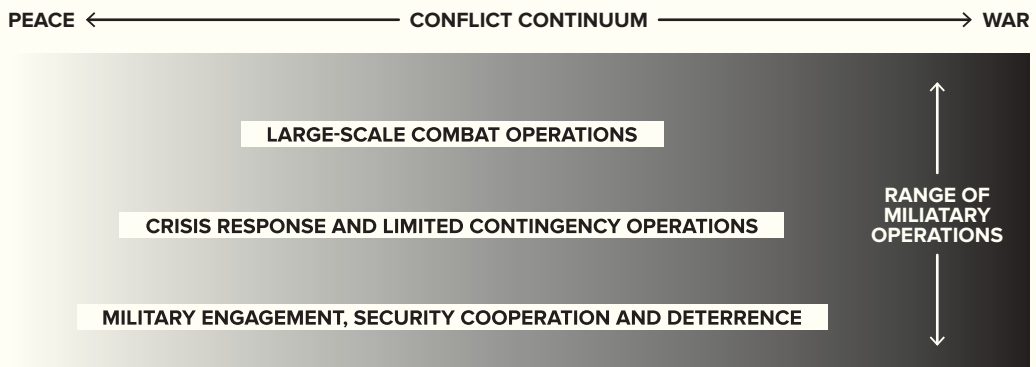 PEACE CONFLICT CONTINUUM WAR
LARGE-SCALE COMBAT OPERATIONS
CRISIS RESPONSE AND LIMITED CONTINGENCY OPERATIONS
MILITARY ENGAGEMENT, SECURITY COOPERATION AND DETERRENCE
RANGE OF
MILIATARY
OPERATIONS